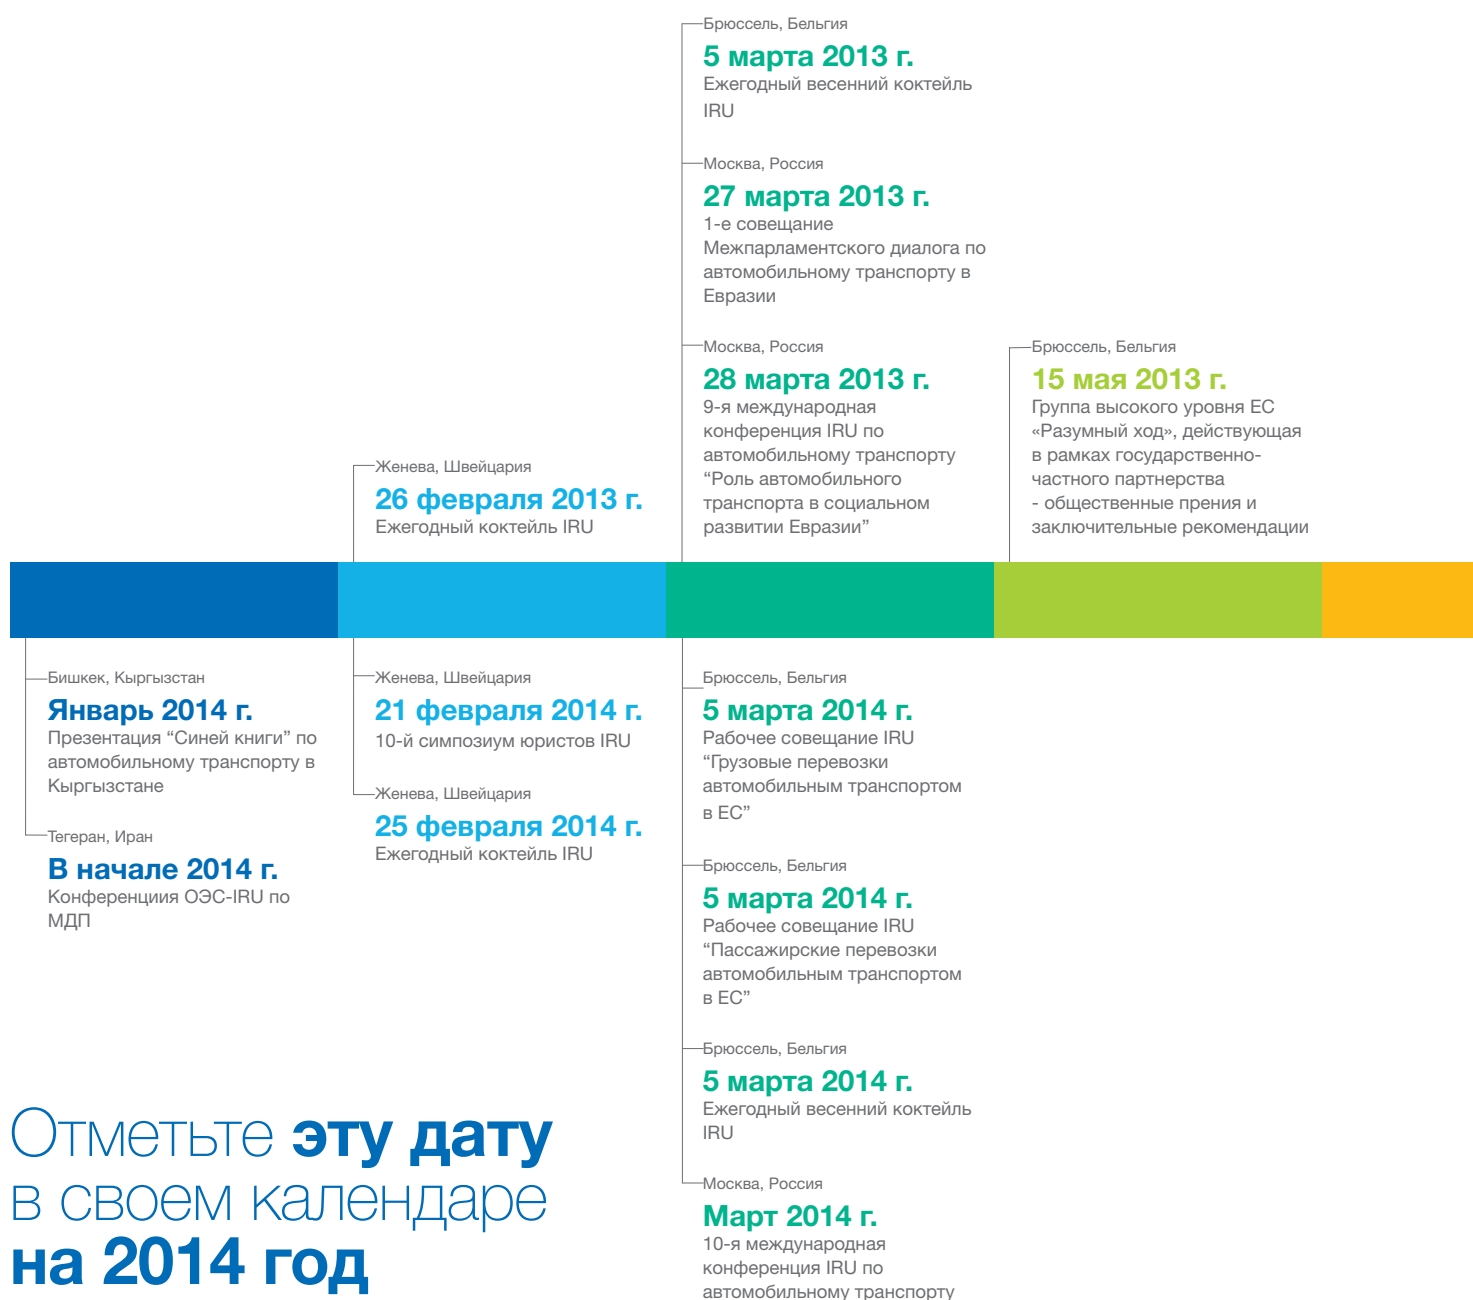 Брюссель, Бельгия
5 марта 2013 г.
Ежегодный весенний коктейль
IRU
Москва, Россия
27 марта 2013 г.
1-е совещание
Межпарламентского диалога по
автомобильному транспорту в
Евразии
Москва, Россия
28 марта 2013 г.
9-я международная
конференция IRU по
автомобильному транспорту
“Роль автомобильного
транспорта в социальном
развитии Евразии”
Брюссель, Бельгия
15 мая 2013 г.
Группа высокого уровня ЕС
«Разумный ход», действующая
в рамках государственно-
частного партнерства
- общественные прения и
заключительные рекомендации
Женева, Швейцария
26 февраля 2013 г.
Ежегодный коктейль IRU
Бишкек, Кыргызстан
Январь 2014 г.
Презентация “Синей книги” по
автомобильному транспорту в
Кыргызстане
Тегеран, Иран
В начале 2014 г.
Конференциия ОЭС-IRU по
МДП
Женева, Швейцария
21 февраля 2014 г.
10-й симпозиум юристов IRU
Женева, Швейцария
25 февраля 2014 г.
Ежегодный коктейль IRU
Брюссель, Бельгия
5 марта 2014 г.
Рабочее совещание IRU
“Грузовые перевозки
автомобильным транспортом
в ЕС”
Брюссель, Бельгия
5 марта 2014 г.
Рабочее совещание IRU
“Пассажирские перевозки
автомобильным транспортом
в ЕС”
Брюссель, Бельгия
5 марта 2014 г.
Ежегодный весенний коктейль
IRU
Москва, Россия
Март 2014 г.
10-я международная
конференция IRU по
автомобильному транспорту
Отметьте эту дату
в своем календаре
на 2014 год